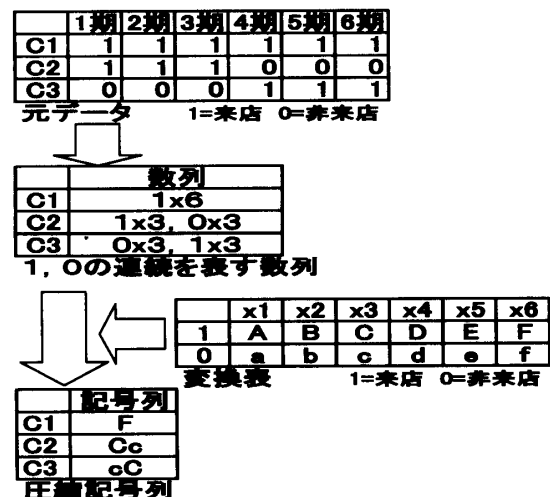 1期 2期 3期 4期 5期 6期
C1 1 1 1 1 1 1
C2 1 1 1 0 0 0
C3 0 0 0 1 1 1
元データ 1=来店 0=非来店
数列
C1 1x6
C2 1x3, 0x3
C3 0x3, 1x3
1, 0の連続を表す数列
x1 x2 x3 x4 x5 x6
1 A B C D E F
0 a b c d e f
変換表 1=来店 0=非来店
記号列
C1 F
C2 Cc
C3 cC
圧縮記号列